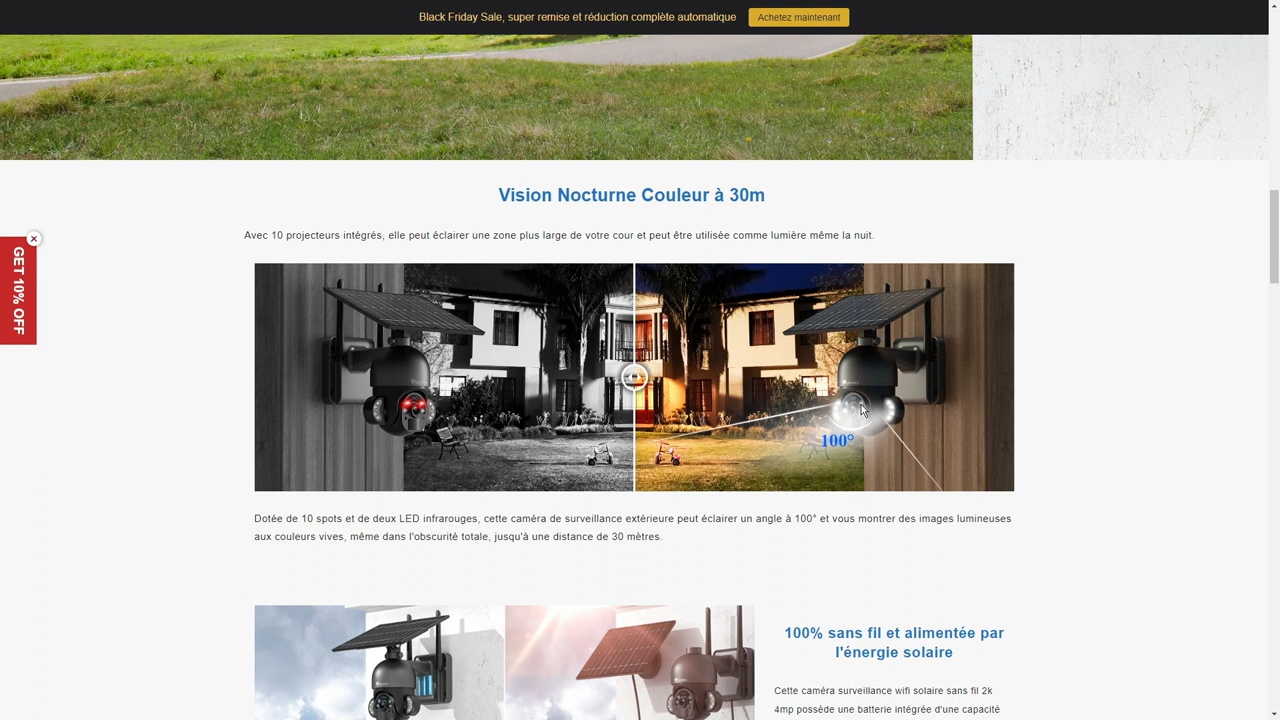 Black Friday Sale, super remise et réduction complète automatique
Achetez maintenant
GET 10% OFF
Vision Nocturne Couleur à 30m
Avec 10 projecteurs intégrés, elle peut éclairer une zone plus large de votre cour et peut être utilisée comme lumière même la nuit.
100°
Dotée de 10 spots et de deux LED infrarouges, cette caméra de surveillance extérieure peut éclairer un angle à 100° et vous montrer des images lumineuses
aux couleurs vives, même dans l'obscurité totale, jusqu'à une distance de 30 mètres.
100% sans fil et alimentée par
l'énergie solaire
Cette caméra surveillance wifi solaire sans fil 2k
4mp possède une batterie intégrée d'une capacité